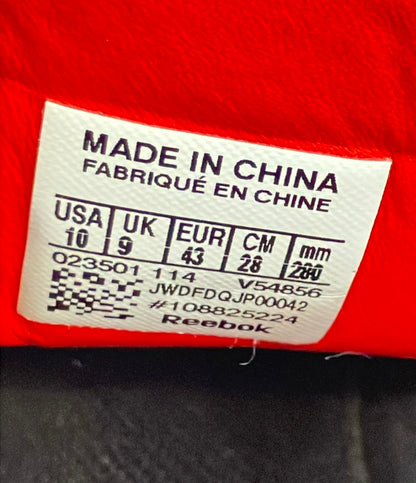 MADE IN CHINA
FABRIQUÉ EN CHINE
USA UK EUR CM mm
10 9 43 28 280
023501 114 V54856
JWDFDQJP00042
#108825224
Reebok